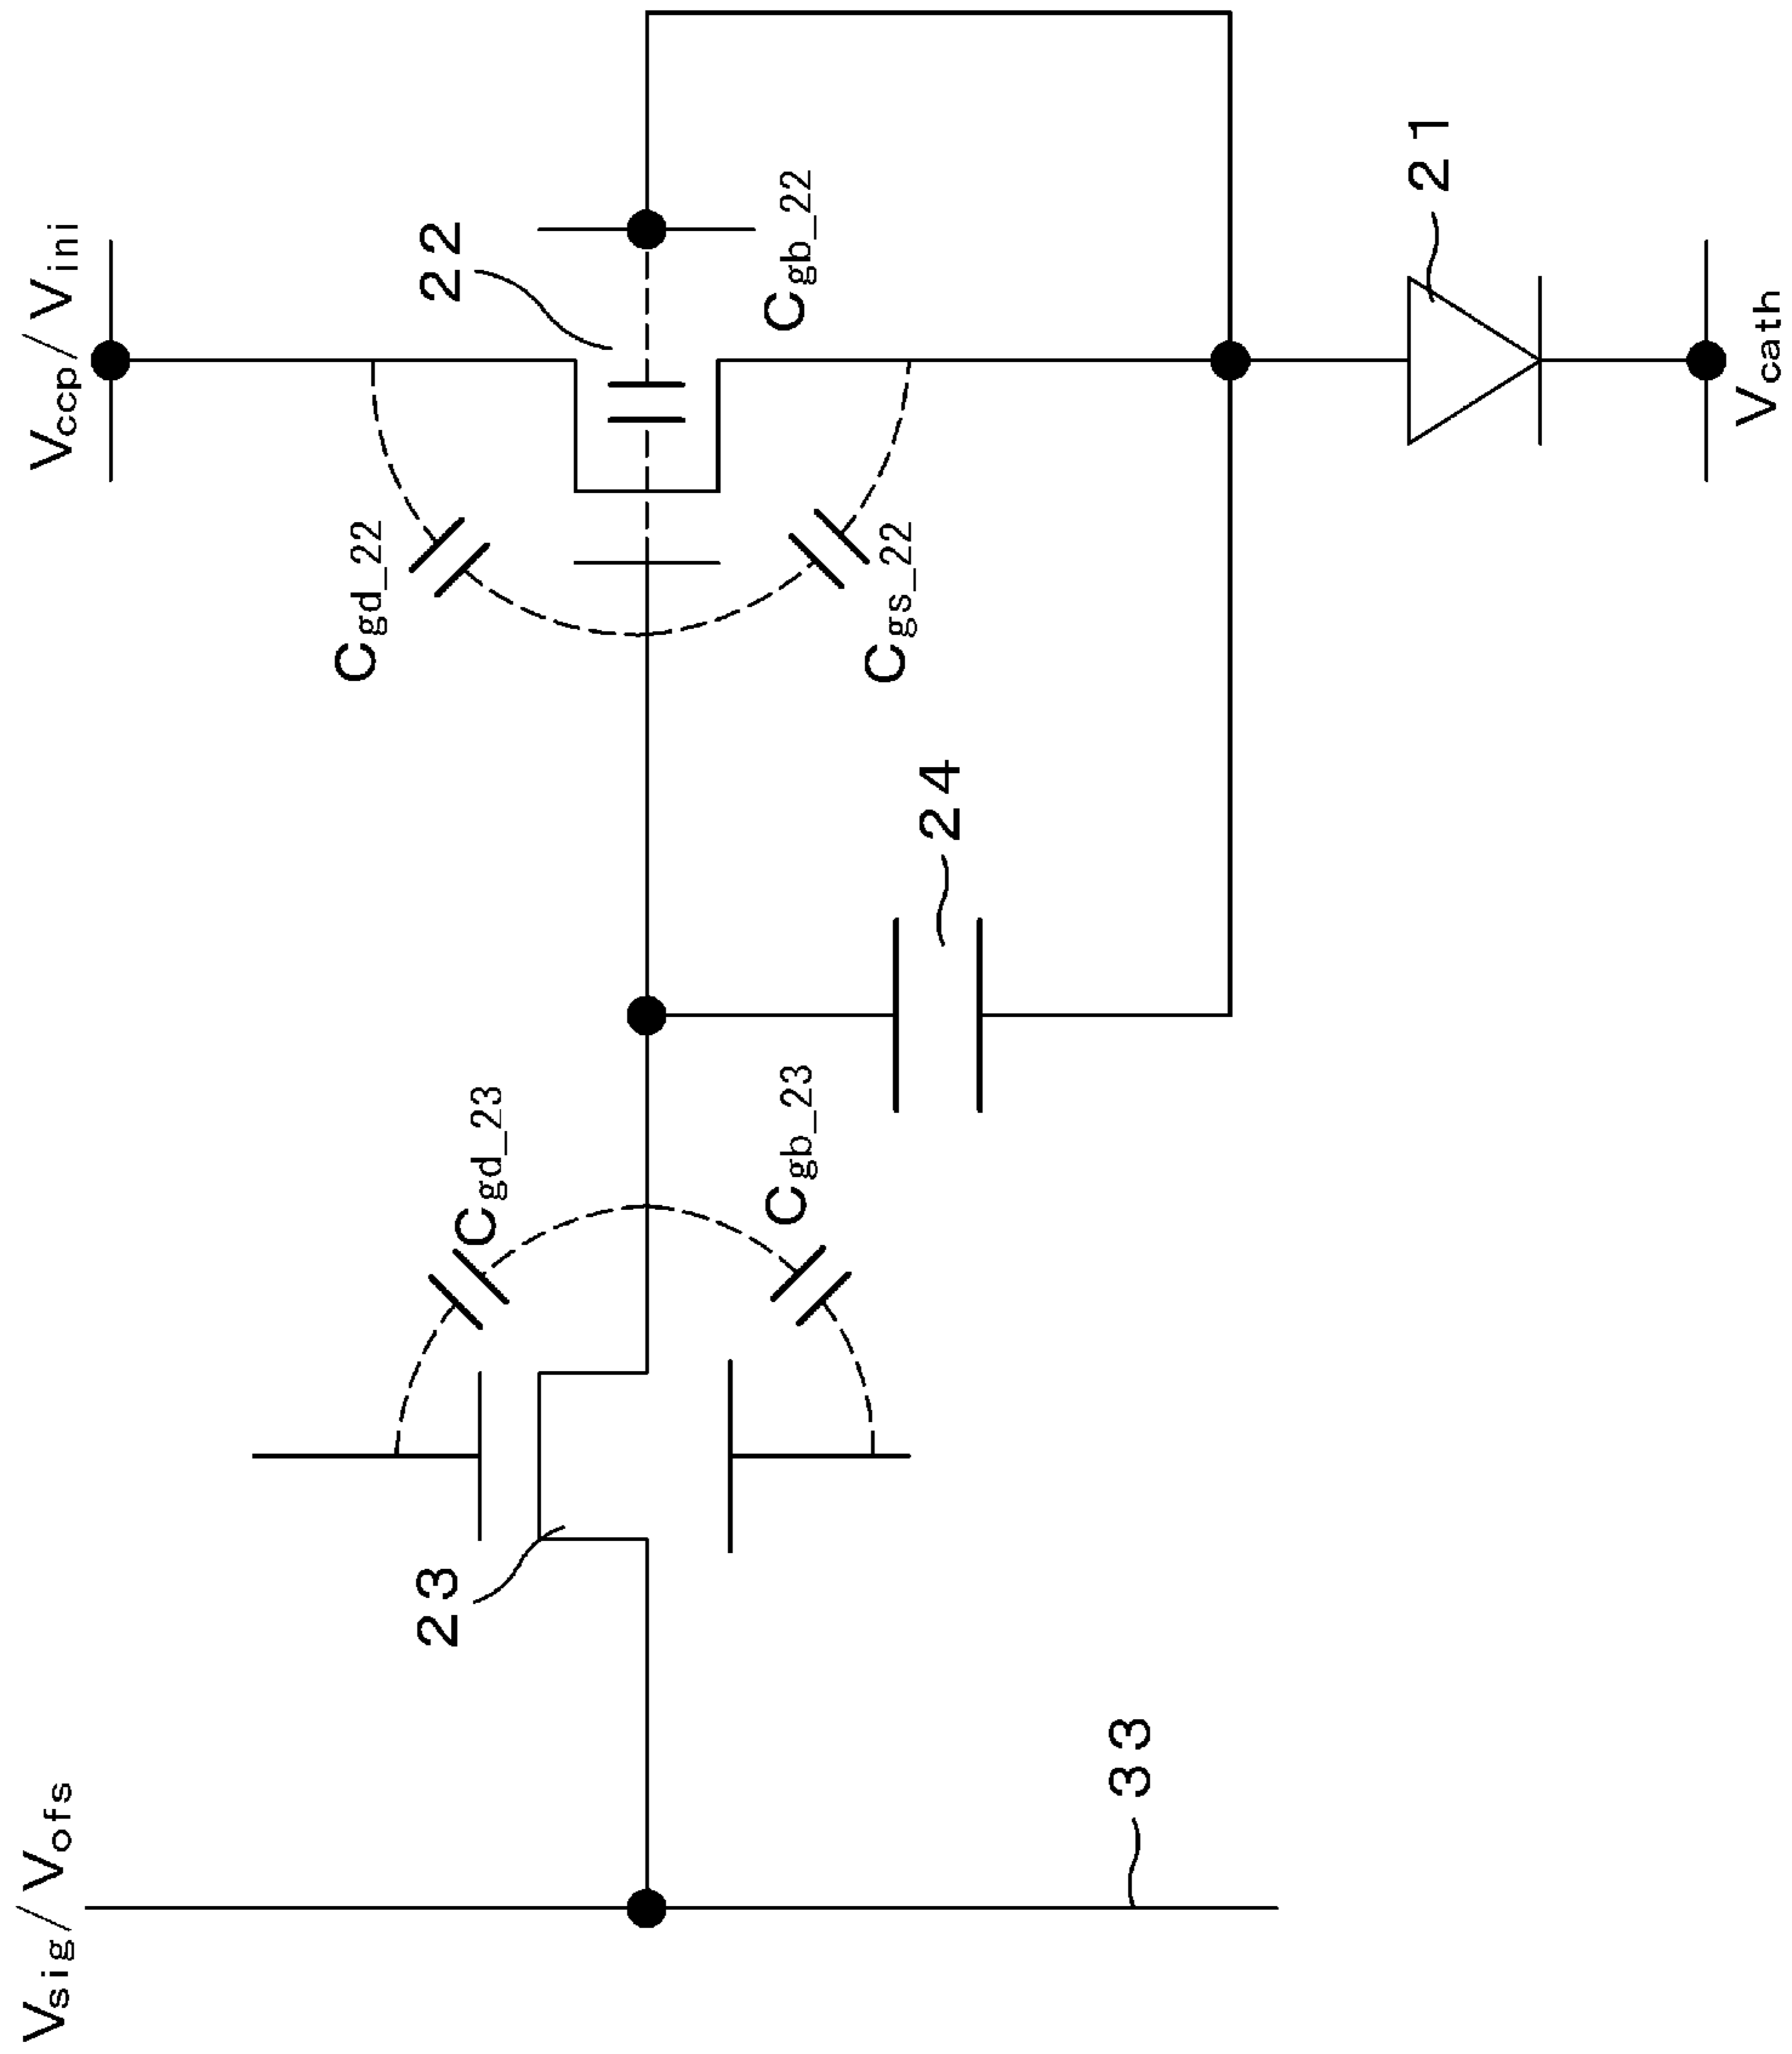 Vsig/Vofs
Vccp/Vini
23
22
Cgd_23
Cgd_22
Cgb_23
Cgs_22
Cgb_22
24
33
21
Vcath